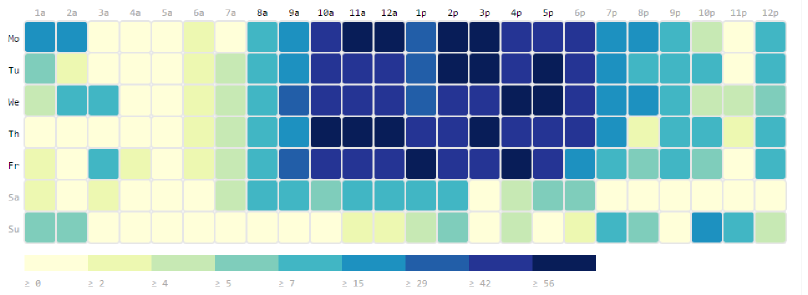 1a 2a 3a 4a 5a 6a 7a 8a 9a 10a 11a 12a 1p 2p 3p 4p 5p 6p 7p 8p 9p 10p 11p 12p
Mo
Tu
We
Th
Fr
Sa
Su
≥ 0 ≥ 2 ≥ 4 ≥ 5 ≥ 7 ≥ 15 ≥ 29 ≥ 42 ≥ 56